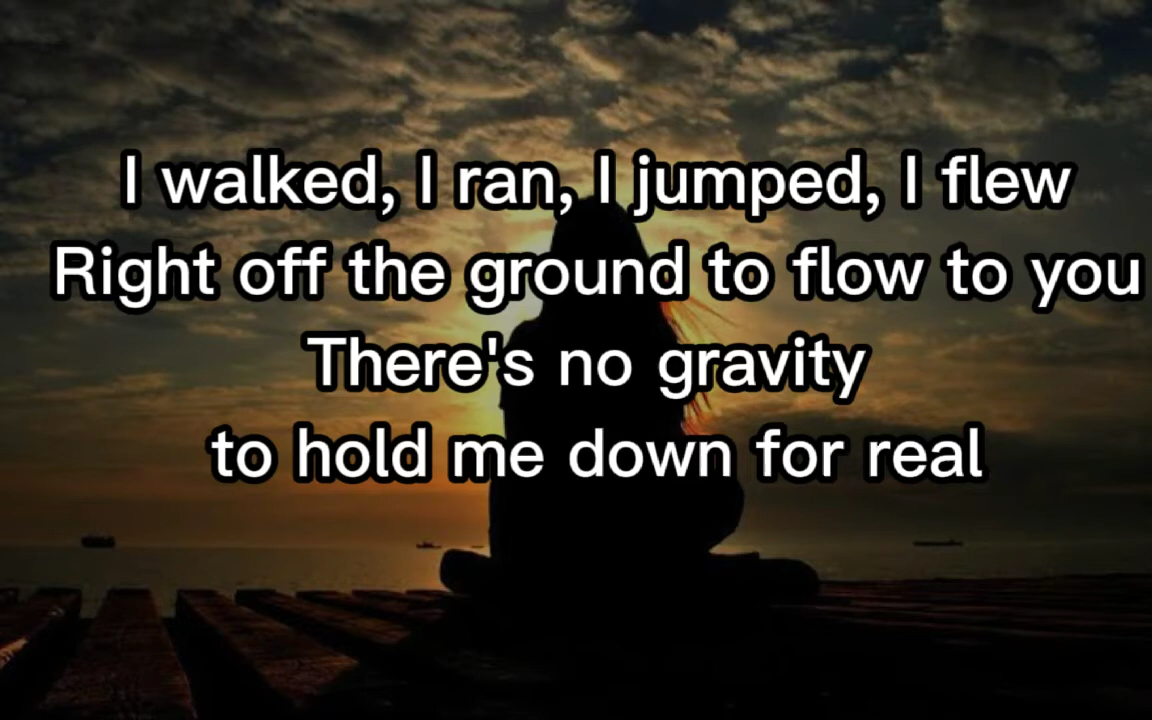 I walked, I ran, I jumped, I flew
Right off the ground to flow to you
There's no gravity
to hold me down for real